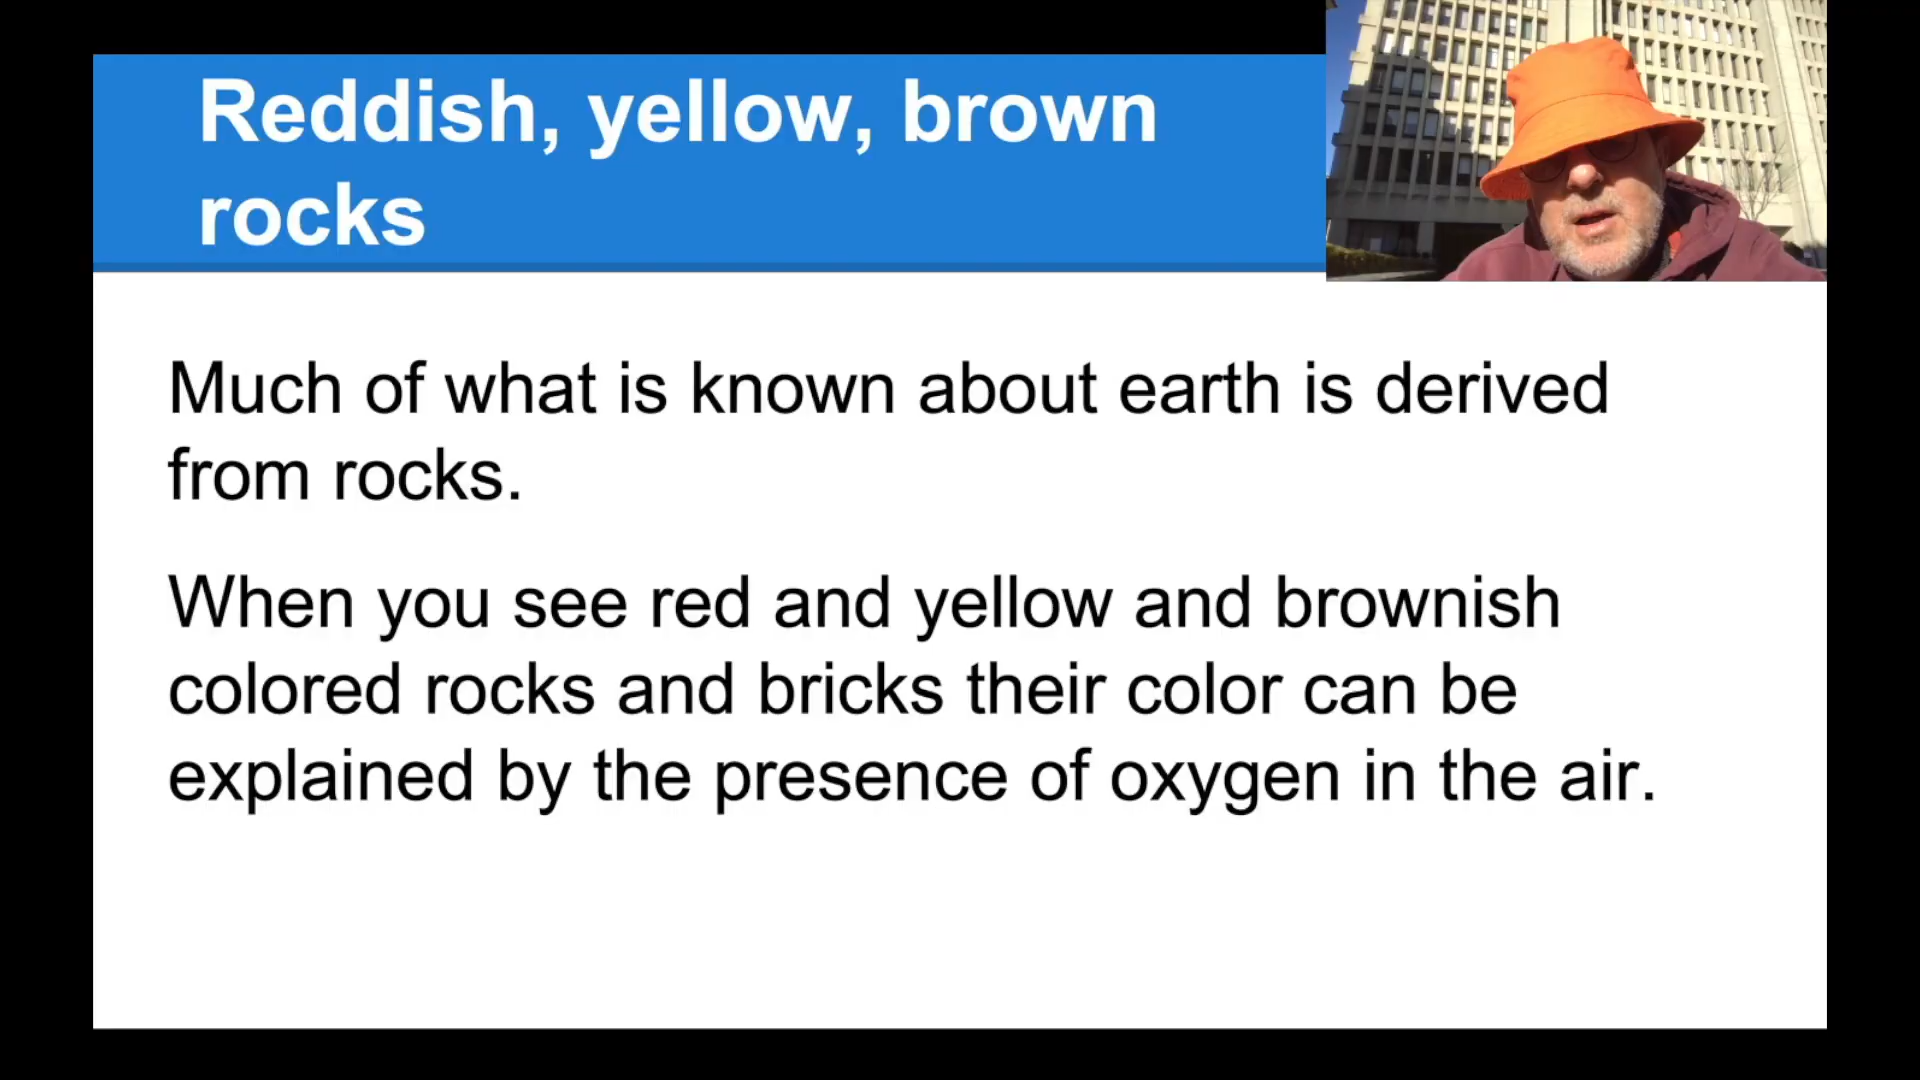 Reddish, yellow, brown
rocks
Much of what is known about earth is derived
from rocks.
When you see red and yellow and brownish
colored rocks and bricks their color can be
explained by the presence of oxygen in the air.